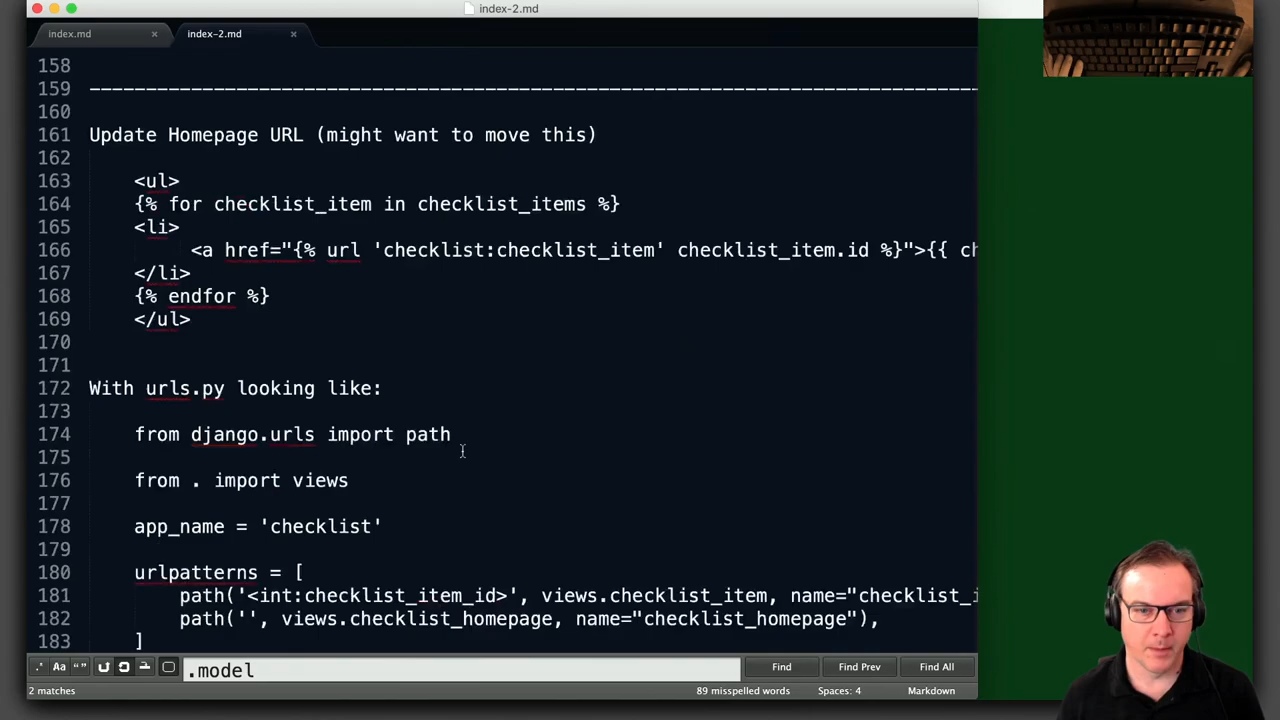 index-2.md
index.md
index-2.md
158
159 --------------------------------------------------------------------------------
160
161 Update Homepage URL (might want to move this)
162
163 <ul>
164 {% for checklist_item in checklist_items %}
165 <li>
166 <a href="{% url 'checklist:checklist_item' checklist_item.id %}">{{ ch
167 </li>
168 {% endfor %}
169 </ul>
170
171
172 With urls.py looking like:
173
174 from django.urls import path
175
176 from . import views
177
178 app_name = 'checklist'
179
180 urlpatterns = [
181 path('<int:checklist_item_id>', views.checklist_item, name="checklist_i
182 path('', views.checklist_homepage, name="checklist_homepage"),
183 ]
.* Aa “” .model Find Find Prev Find All
2 matches 89 misspelled words Spaces: 4 Markdown